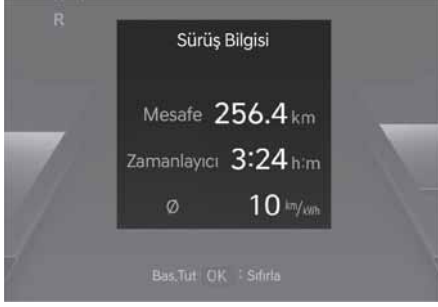 R
Sürüş Bilgisi
Mesafe 256.4 km
Zamanlayıcı 3:24 h:m
Ø 10 km/kWh
Bas,Tut OK : Sıfırla